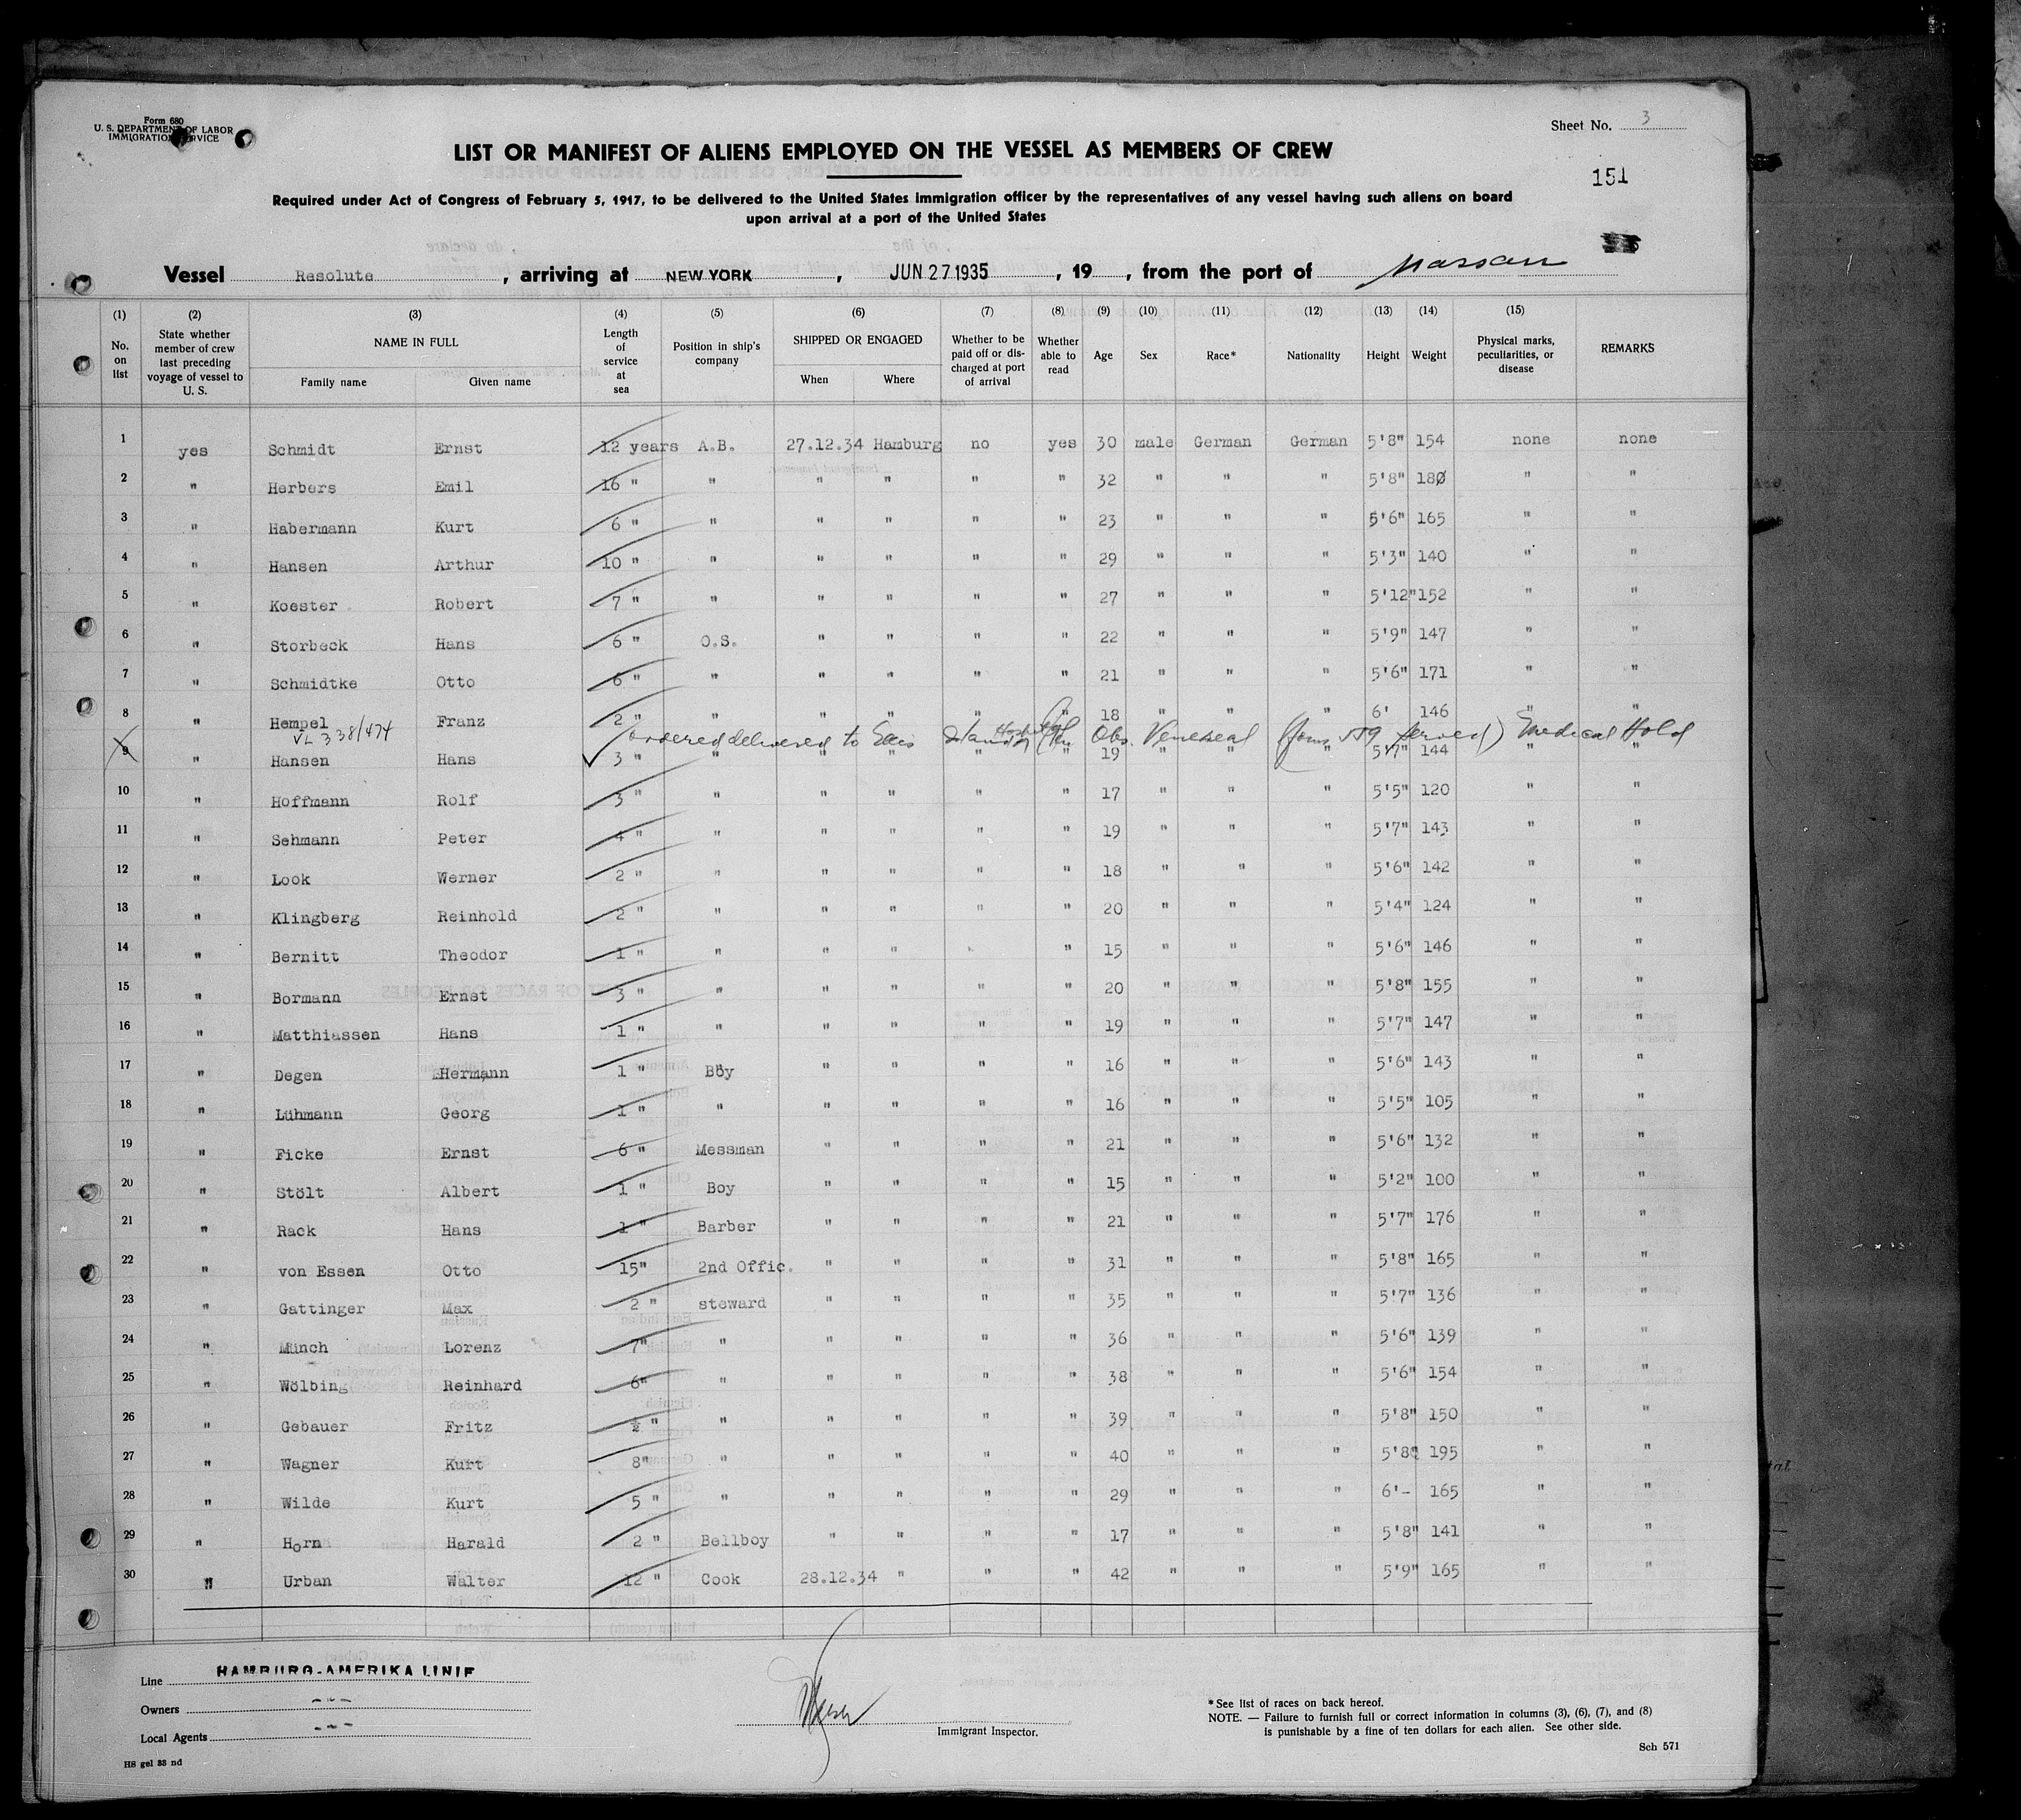 Form 680
U. S. DEPARTMENT OF LABOR
IMMIGRATION SERVICE
Sheet No. 3
LIST OR MANIFEST OF ALIENS EMPLOYED ON THE VESSEL AS MEMBERS OF CREW
151
Required under Act of Congress of February 5, 1917, to be delivered to the United States Immigration officer by the representatives of any vessel having such aliens on board
upon arrival at a port of the United States
Vessel Resolute, arriving at NEW YORK, JUN 27 1935, 19 , from the port of Nassau
(1) No. on list (2) State whether member of crew last preceding voyage of vessel to U. S. (3) NAME IN FULL Family name Given name (4) Length of service at sea (5) Position in ship's company (6) SHIPPED OR ENGAGED When Where (7) Whether to be paid off or discharged at port of arrival (8) Whether able to read (9) Age (10) Sex (11) Race* (12) Nationality (13) Height (14) Weight (15) Physical marks, peculiarities, or disease REMARKS
1 yes Schmidt Ernst 12 years A.B. 27.12.34 Hamburg no yes 30 male German German 5'8" 154 none none
2 " Herbers Emil 16 " " " " " " 32 " " " 5'8" 180 " "
3 " Habermann Kurt 6 " " " " " " 23 " " " 5'6" 165 " "
4 " Hansen Arthur 10 " " " " " " 29 " " " 5'3" 140 " "
5 " Koester Robert 7 " " " " " " 27 " " " 5'12" 152 " "
6 " Storbeck Hans 6 " O.S. " " " " 22 " " " 5'9" 147 " "
7 " Schmidtke Otto 6 " " " " " " 21 " " " 5'6" 171 " "
8 " Hempel Franz 2 " " " " " " 18 " " " 6' 146 " "
VL 338/474 ordered delivered to Ellis Island Hospital Obs. Venereal (form 559 served) Medical Hold
9 " Hansen Hans 3 " " " " " " 19 " " " 5'7" 144 " "
10 " Hoffmann Rolf 3 " " " " " " 17 " " " 5'5" 120 " "
11 " Sehmann Peter 4 " " " " " " 19 " " " 5'7" 143 " "
12 " Look Werner 2 " " " " " " 18 " " " 5'6" 142 " "
13 " Klingberg Reinhold 2 " " " " " " 20 " " " 5'4" 124 " "
14 " Bernitt Theodor 1 " " " " " " 15 " " " 5'6" 146 " "
15 " Bormann Ernst 3 " " " " " " 20 " " " 5'8" 155 " "
16 " Matthiassen Hans 1 " " " " " " 19 " " " 5'7" 147 " "
17 " Degen Hermann 1 " Boy " " " " 16 " " " 5'6" 143 " "
18 " Lühmann Georg 1 " " " " " " 16 " " " 5'5" 105 " "
19 " Ficke Ernst 6 " Messman " " " " 21 " " " 5'6" 132 " "
20 " Stölt Albert 1 " Boy " " " " 15 " " " 5'2" 100 " "
21 " Rack Hans 1 " Barber " " " " 21 " " " 5'7" 176 " "
22 " von Essen Otto 15" 2nd Offic. " " " " 31 " " " 5'8" 165 " "
23 " Gattinger Max 2 " steward " " " " 35 " " " 5'7" 136 " "
24 " Münch Lorenz 7" " " " " " 36 " " " 5'6" 139 " "
25 " Wölbing Reinhard 6" " " " " " 38 " " " 5'6" 154 " "
26 " Gebauer Fritz ½ " " " " " " 39 " " " 5'8" 150 " "
27 " Wagner Kurt 8" " " " " " 40 " " " 5'8" 195 " "
28 " Wilde Kurt 5 " " " " " " 29 " " " 6'- 165 " "
29 " Horn Harald 2 " Bellboy " " " " 17 " " " 5'8" 141 " "
30 " Urban Walter 12 " Cook 28.12.34 " " " 42 " " " 5'9" 165 " "
Line HAMBURG-AMERIKA LINIE
Owners -"-
Local Agents -"-
Immigrant Inspector.
* See list of races on back hereof.
NOTE. — Failure to furnish full or correct information in columns (3), (6), (7), and (8)
is punishable by a fine of ten dollars for each alien. See other side.
HS gel 33 nd
Sch 571